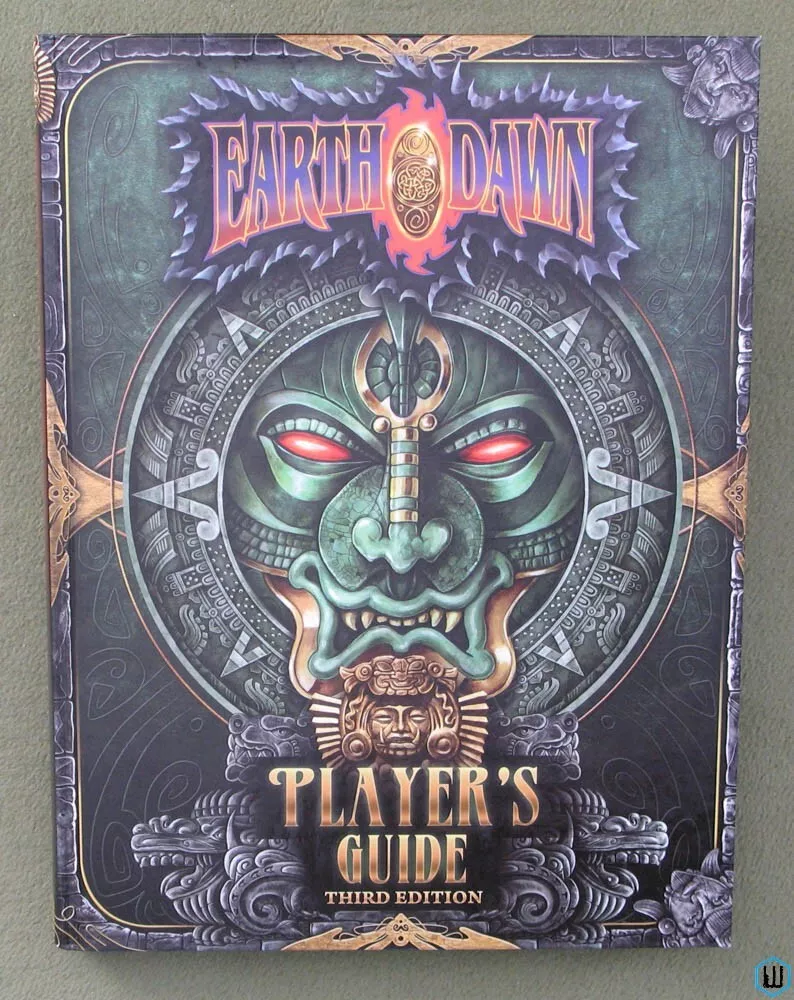 EARTHDAWN
PLAYER'S
GUIDE
THIRD EDITION
W